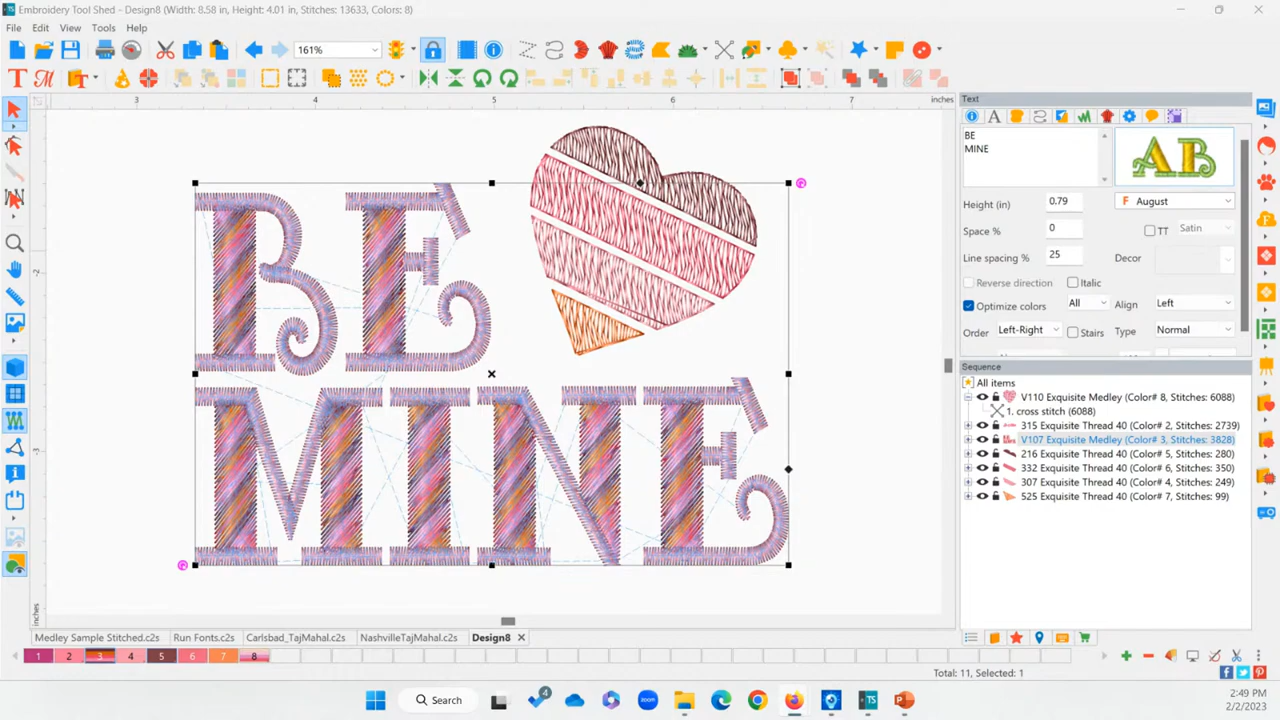 Embroidery Tool Shed - Design8 (Width: 8.58 in, Height: 4.01 in, Stitches: 13633, Colors: 8)
File Edit View Tools Help
161%
3 4 5 6 7 inches
Text
BE
MINE
AB
Height (in) 0.79 F August
Space % 0 TT Satin
Line spacing % 25 Decor
Reverse direction Italic
Optimize colors All Align Left
Order Left-Right Stairs Type Normal
Sequence
All items
V110 Exquisite Medley (Color# 8, Stitches: 6088)
1. cross stitch (6088)
315 Exquisite Thread 40 (Color# 2, Stitches: 2739)
V107 Exquisite Medley (Color# 3, Stitches: 3828)
216 Exquisite Thread 40 (Color# 5, Stitches: 280)
332 Exquisite Thread 40 (Color# 6, Stitches: 350)
307 Exquisite Thread 40 (Color# 4, Stitches: 249)
525 Exquisite Thread 40 (Color# 7, Stitches: 99)
BE
MINE
inches
Medley Sample Stitched.c2s Run Fonts.c2s Carlsbad_TajMahal.c2s NashvilleTajMahal.c2s Design8
1 2 3 4 5 6 7 8
Total: 11, Selected: 1
Search 4 zoom TS
2:49 PM
2/2/2023